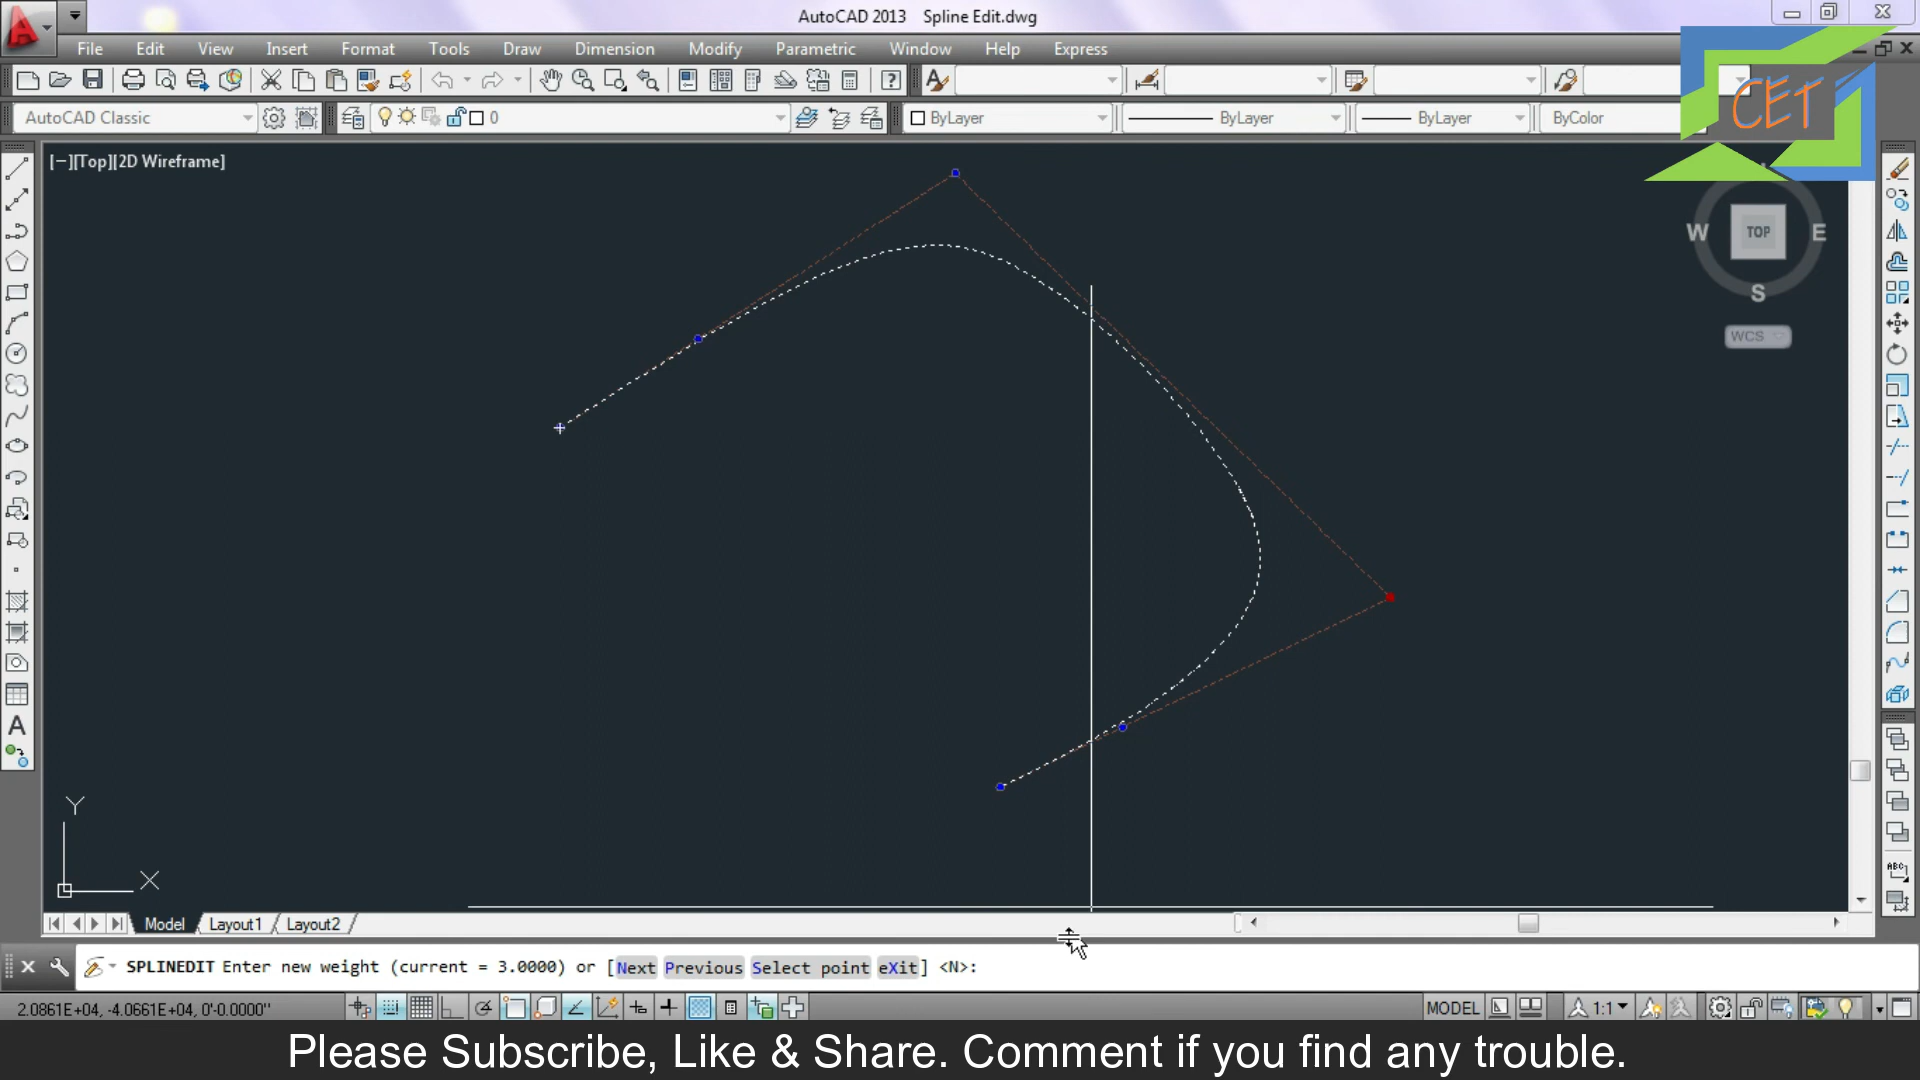 AutoCAD 2013 Spline Edit.dwg
File Edit View Insert Format Tools Draw Dimension Modify Parametric Window Help Express
AutoCAD Classic 0 ByLayer ByLayer ByLayer ByColor
CET
[−][Top][2D Wireframe]
W TOP E
S
WCS
A
ABC
Y
X
Model Layout1 Layout2
SPLINEDIT Enter new weight (current = 3.0000) or [Next Previous Select point eXit] <N>:
2.0861E+04, -4.0661E+04, 0'-0.0000" MODEL 1:1
Please Subscribe, Like & Share. Comment if you find any trouble.